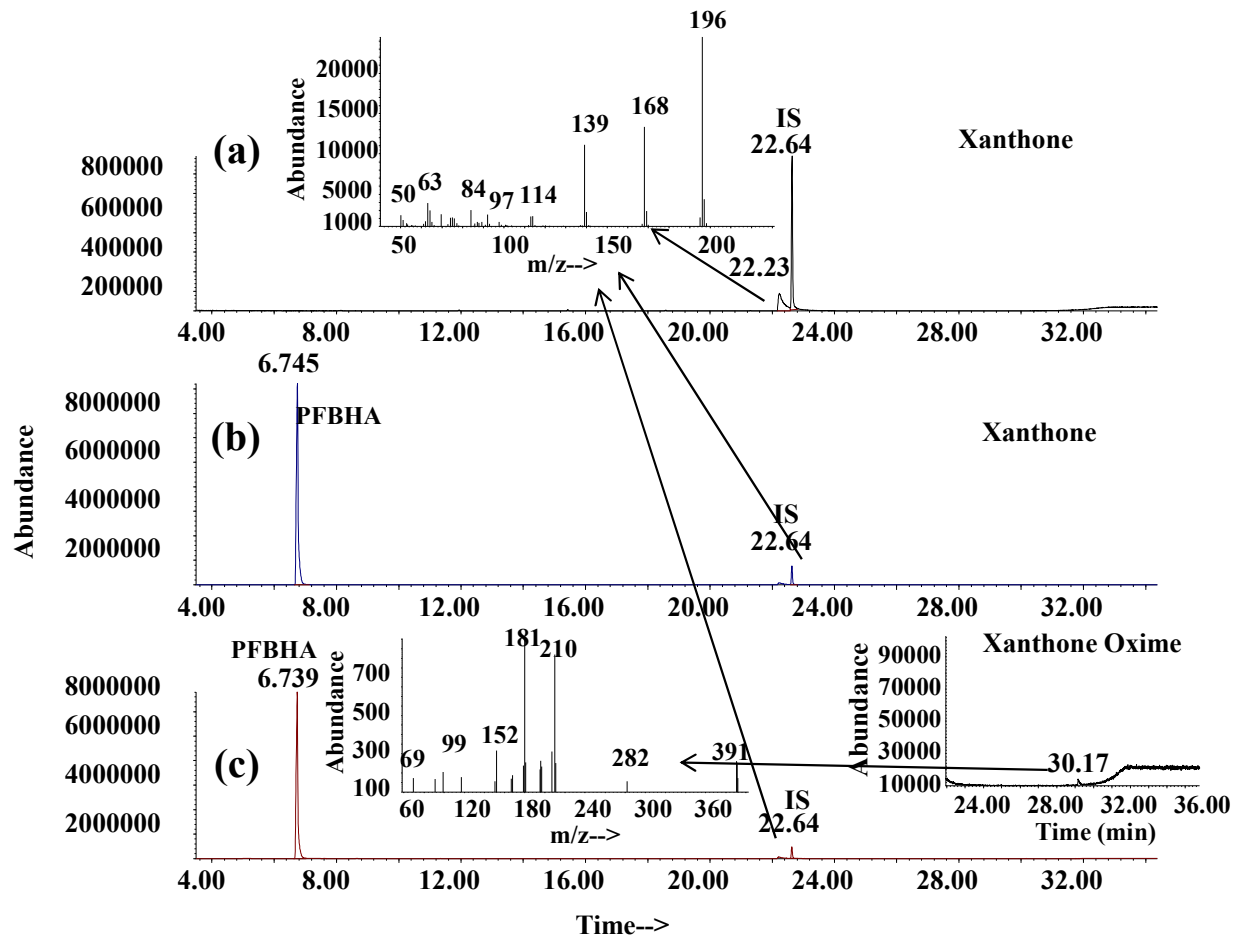 196
20000
15000
10000
5000
1000
Abundance
168
139
50
63
84
97
114
50
100
150
200
m/z-->
(a)
IS
22.64
Xanthone
22.23
800000
600000
400000
200000
4.00 8.00 12.00 16.00 20.00 24.00 28.00 32.00
6.745
PFBHA
(b)
Xanthone
8000000
6000000
4000000
2000000
IS
22.64
Abundance
4.00 8.00 12.00 16.00 20.00 24.00 28.00 32.00
PFBHA
6.739
(c)
Xanthone Oxime
8000000
6000000
4000000
2000000
181
210
700
500
300
100
Abundance
69
99
152
282
391
60 120 180 240 300 360
m/z-->
90000
70000
50000
30000
10000
Abundance
30.17
24.00 28.00 32.00 36.00
Time (min)
IS
22.64
4.00 8.00 12.00 16.00 20.00 24.00 28.00 32.00
Time-->